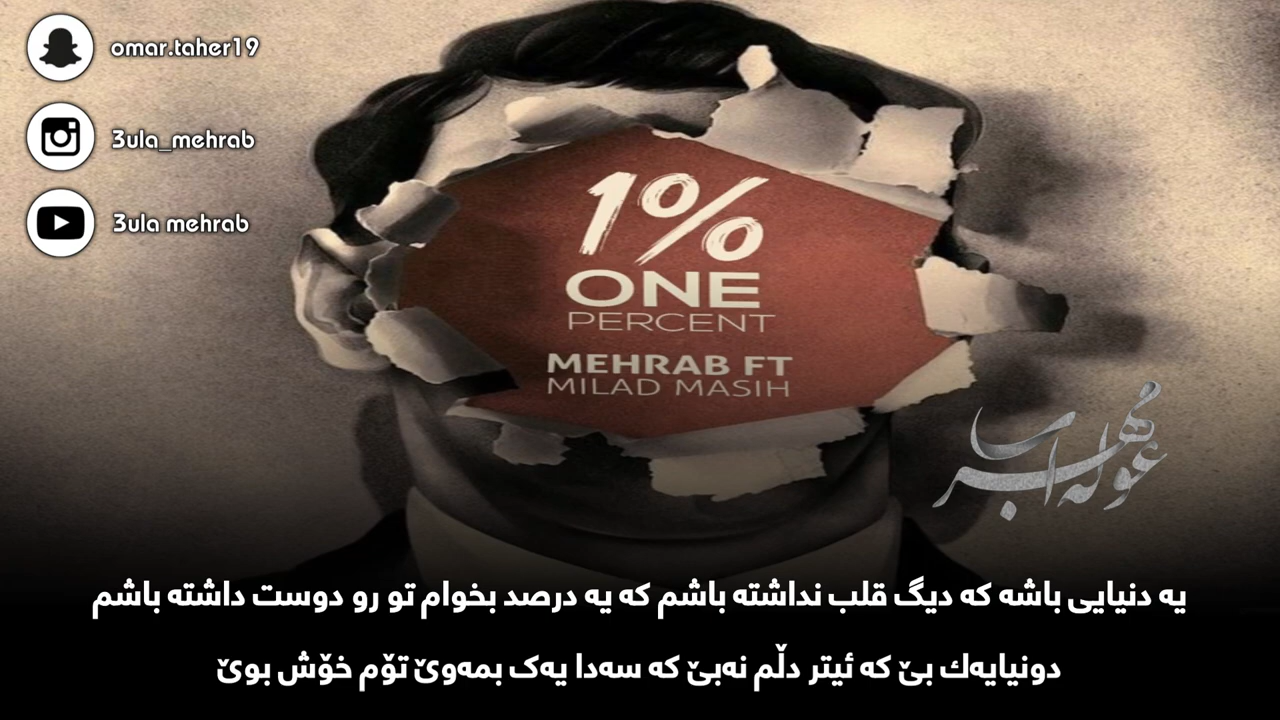 omar.taher19
3ula_mehrab
3ula mehrab
1%
ONE
PERCENT
MEHRAB FT
MILAD MASIH
یه دنیایی باشه که دیگ قلب نداشته باشم که یه درصد بخوام تو رو دوست داشته باشم
دونیایەك بێ کە ئیتر دڵم نەبێ کە سەدا یەک بمەوێ تۆم خۆش بوێ